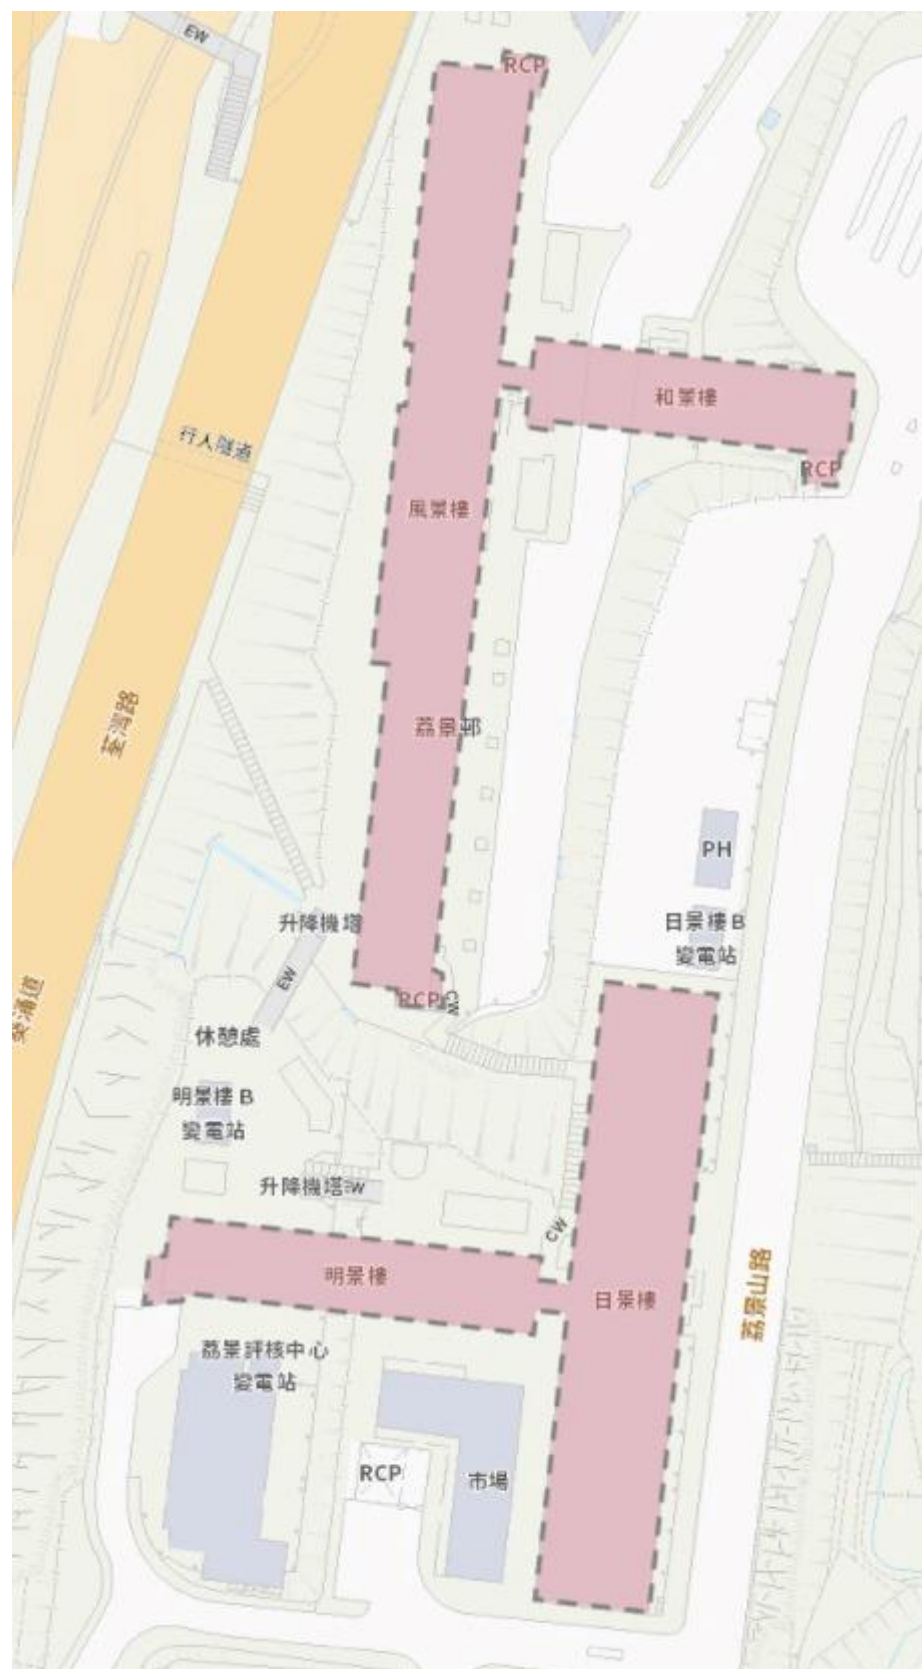 EW
RCP
和景樓
行人隧道
RCP
風景樓
荃灣路
荔景邨
PH
升降機塔
日景樓 B
變電站
EW
RCP
CW
葵涌道
休憩處
明景樓 B
變電站
升降機塔
EW
CW
明景樓
日景樓
荔景山路
荔景評核中心
變電站
RCP
市場